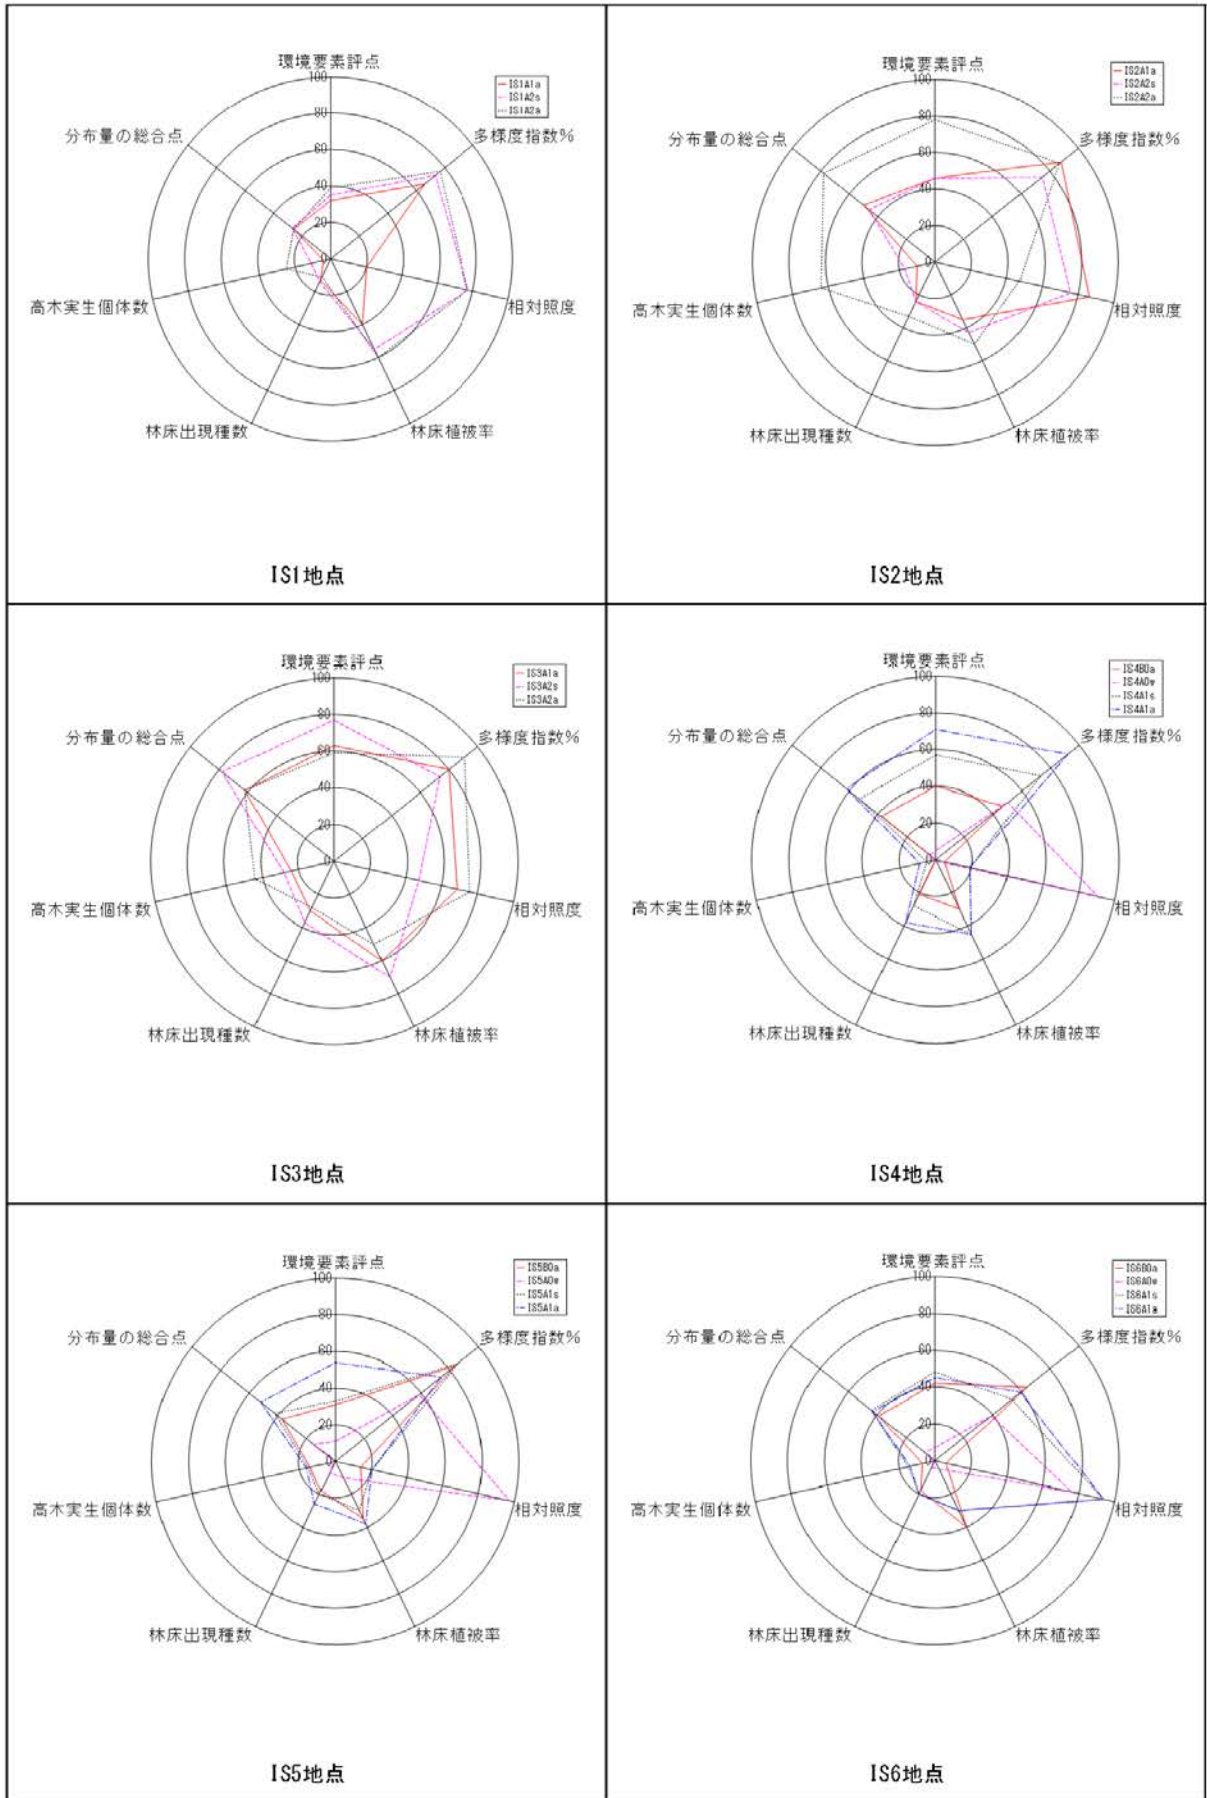 環境要素評点
100
80
60
40
20
0
多様度指数%
相対照度
林床植被率
林床出現種数
高木実生個体数
分布量の総合点
IS1A1a
IS1A2s
IS1A2a
IS1地点
環境要素評点
100
80
60
40
20
0
多様度指数%
相対照度
林床植被率
林床出現種数
高木実生個体数
分布量の総合点
IS2A1a
IS2A2s
IS2A2a
IS2地点
環境要素評点
100
80
60
40
20
0
多様度指数%
相対照度
林床植被率
林床出現種数
高木実生個体数
分布量の総合点
IS3A1a
IS3A2s
IS3A2a
IS3地点
環境要素評点
100
80
60
40
20
0
多様度指数%
相対照度
林床植被率
林床出現種数
高木実生個体数
分布量の総合点
IS4B0a
IS4A0w
IS4A1s
IS4A1a
IS4地点
環境要素評点
100
80
60
40
20
0
多様度指数%
相対照度
林床植被率
林床出現種数
高木実生個体数
分布量の総合点
IS5B0a
IS5A0w
IS5A1s
IS5A1a
IS5地点
環境要素評点
100
80
60
40
20
0
多様度指数%
相対照度
林床植被率
林床出現種数
高木実生個体数
分布量の総合点
IS6B0a
IS6A0w
IS6A1s
IS6A1a
IS6地点